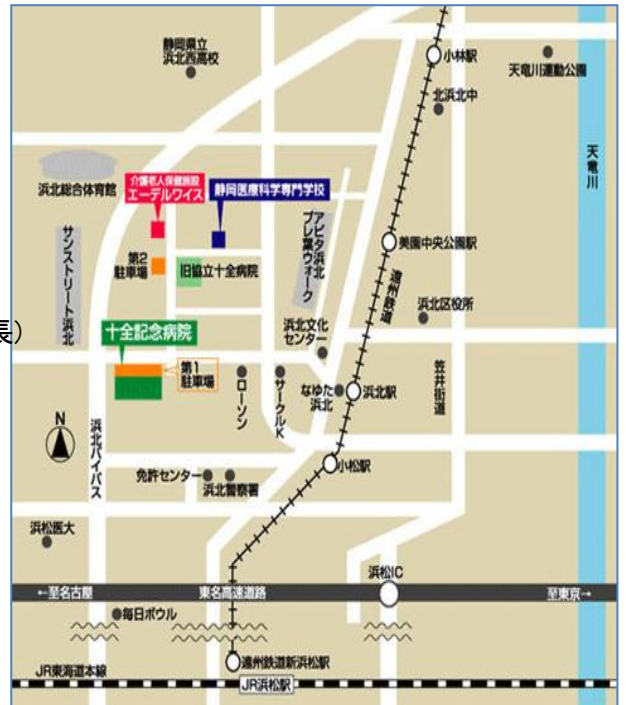 静岡県立
浜北西高校
小林駅
天竜川運動公園
北浜北中
天竜川
浜北総合体育館
介護老人保健施設
エーデルワイス
静岡医療科学専門学校
アピタ浜北
プレ葉ウォーク
美園中央公園駅
遠州鉄道
サンストリート浜北
第2
駐車場
旧協立十全病院
浜北区役所
長)
十全記念病院
浜北文化
センター
笠井街道
第1
駐車場
ローソン
サークルK
なゆた
浜北
浜北駅
N
浜北バイパス
免許センター
浜北警察署
小松駅
浜松医大
浜松IC
←至名古屋
東名高速道路
至東京→
毎日ボウル
遠州鉄道新浜松駅
JR東海道本線
JR浜松駅